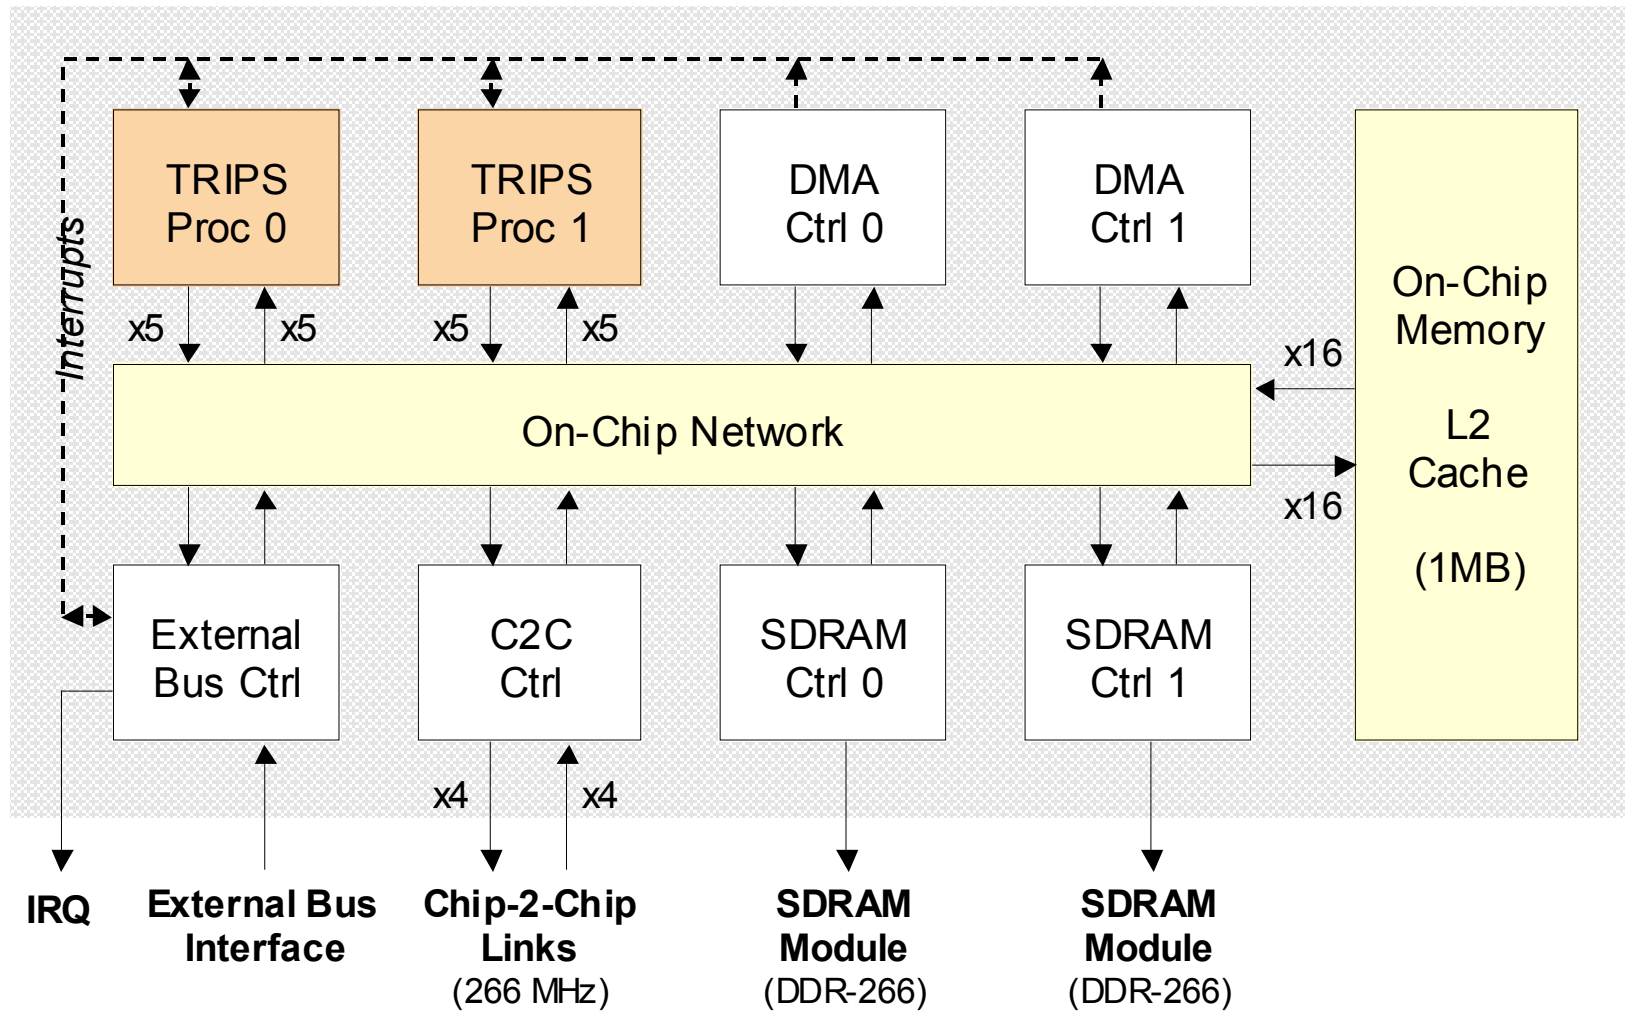 TRIPS
Proc 0
TRIPS
Proc 1
DMA
Ctrl 0
DMA
Ctrl 1
Interrupts
x5
x5
x5
x5
On-Chip
Memory
L2
Cache
(1MB)
x16
x16
On-Chip Network
External
Bus Ctrl
C2C
Ctrl
SDRAM
Ctrl 0
SDRAM
Ctrl 1
x4
x4
IRQ
External Bus
Interface
Chip-2-Chip
Links
(266 MHz)
SDRAM
Module
(DDR-266)
SDRAM
Module
(DDR-266)